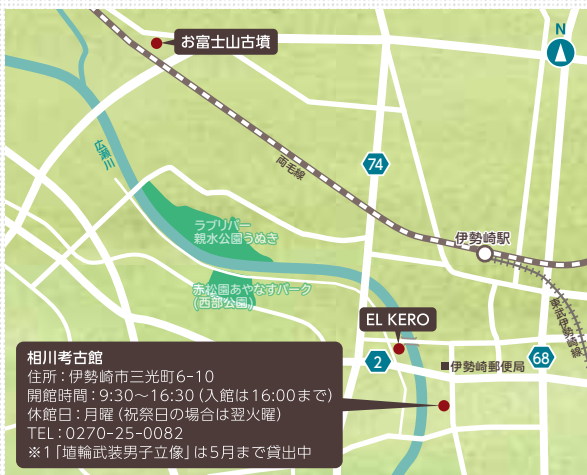 お富士山古墳
N
広瀬川
74
両毛線
ラブリバー
親水公園うぬき
伊勢崎駅
赤松園あやなすパーク
(西部公園)
東武伊勢崎線
EL KERO
2
伊勢崎郵便局
68
相川考古館
住所：伊勢崎市三光町6-10
開館時間：9:30～16:30（入館は16:00まで）
休館日：月曜（祝祭日の場合は翌火曜）
TEL：0270-25-0082
※1「埴輪武装男子立像」は5月まで貸出中